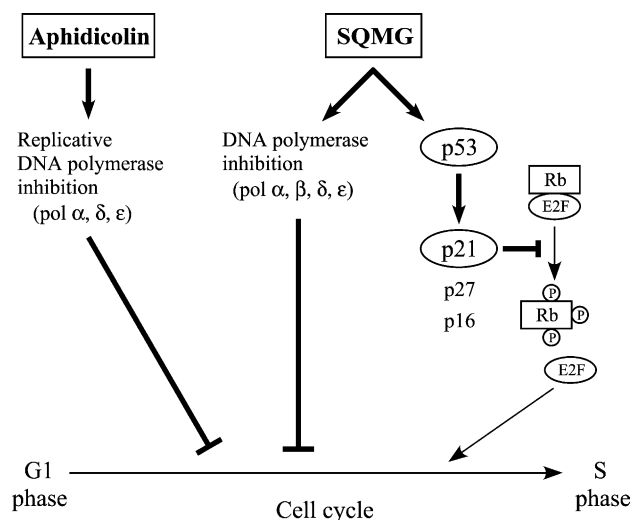 Aphidicolin
SQMG
Replicative
DNA polymerase
inhibition
(pol α, δ, ε)
DNA polymerase
inhibition
(pol α, β, δ, ε)
p53
p21
p27
p16
Rb
E2F
P
Rb
P
P
E2F
G1
phase
Cell cycle
S
phase